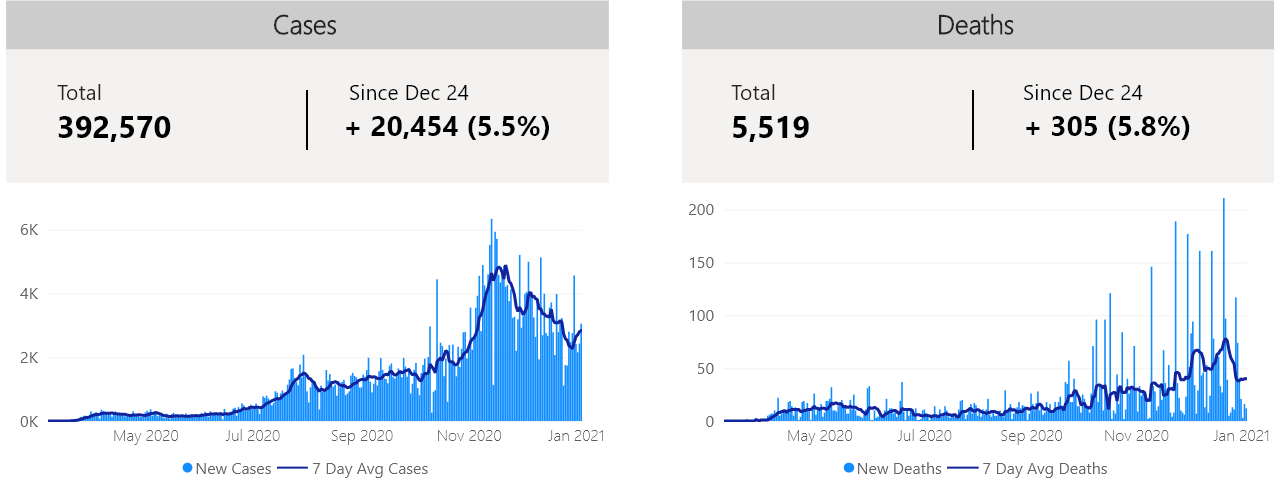 Cases
Total
392,570
Since Dec 24
+ 20,454 (5.5%)
6K
4K
2K
0K
May 2020 Jul 2020 Sep 2020 Nov 2020 Jan 2021
New Cases 7 Day Avg Cases
Deaths
Total
5,519
Since Dec 24
+ 305 (5.8%)
200
150
100
50
0
May 2020 Jul 2020 Sep 2020 Nov 2020 Jan 2021
New Deaths 7 Day Avg Deaths